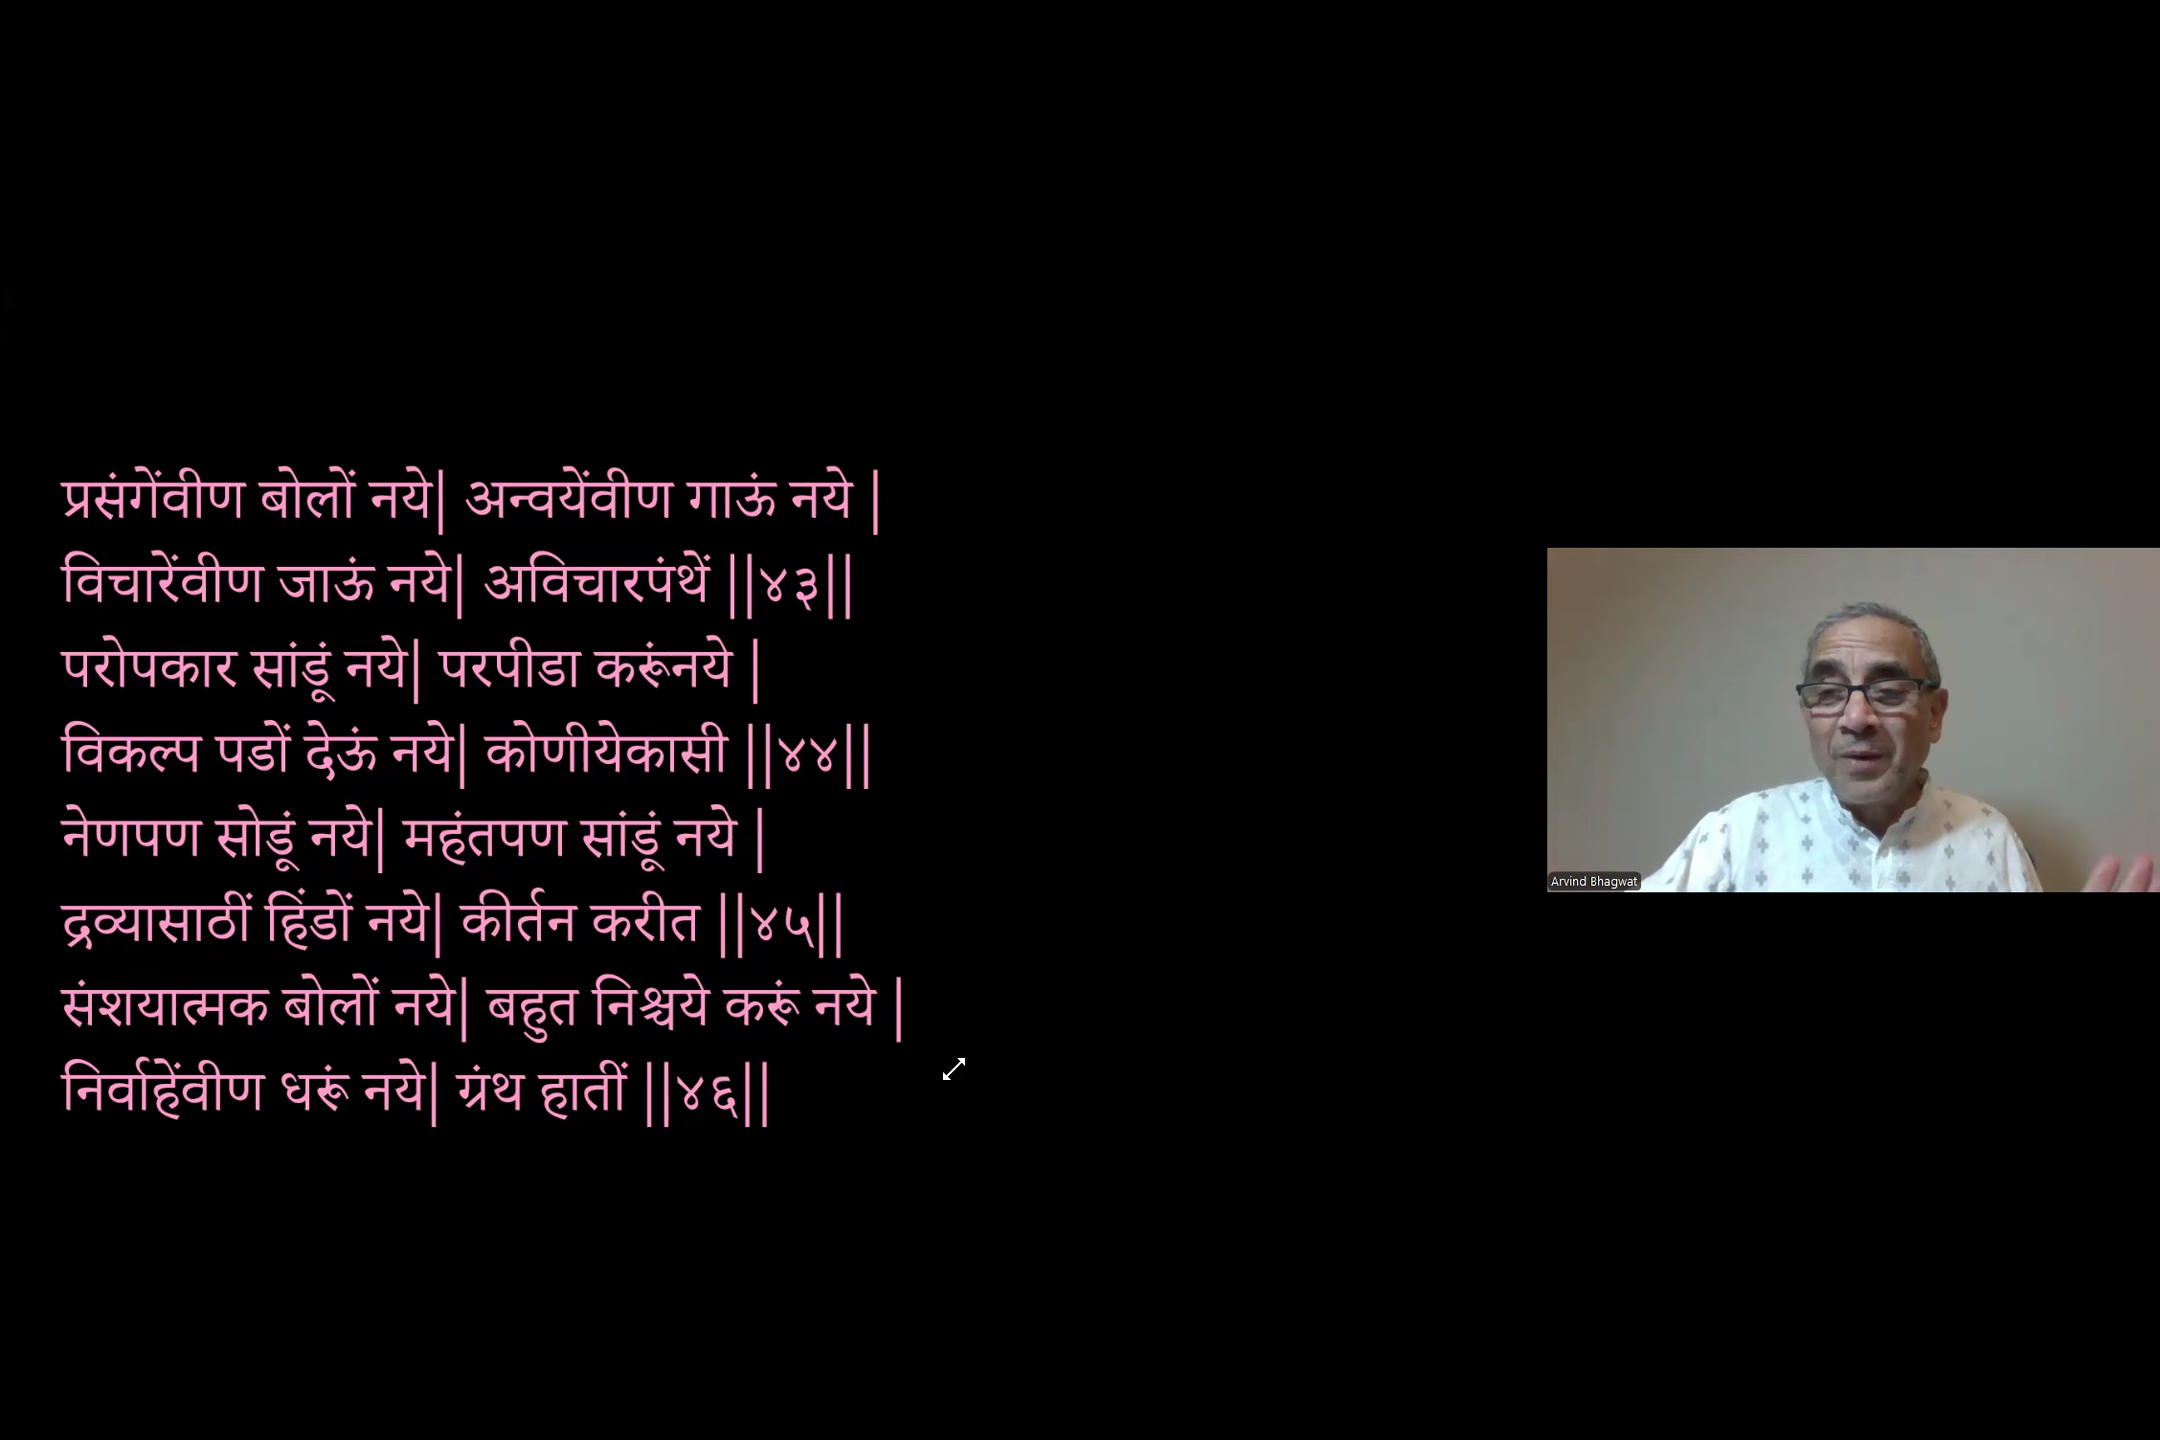 प्रसंगेंवीण बोलों नये| अन्वयेंवीण गाऊं नये |
विचारेंवीण जाऊं नये| अविचारपंथें ||४३||
परोपकार सांडूं नये| परपीडा करूंनये |
विकल्प पडों देऊं नये| कोणीयेकासी ||४४||
नेणपण सोडूं नये| महंतपण सांडूं नये |
द्रव्यासाठीं हिंडों नये| कीर्तन करीत ||४५||
संशयात्मक बोलों नये| बहुत निश्चये करूं नये |
निर्वाहेंवीण धरूं नये| ग्रंथ हातीं ||४६||
Arvind Bhagwat